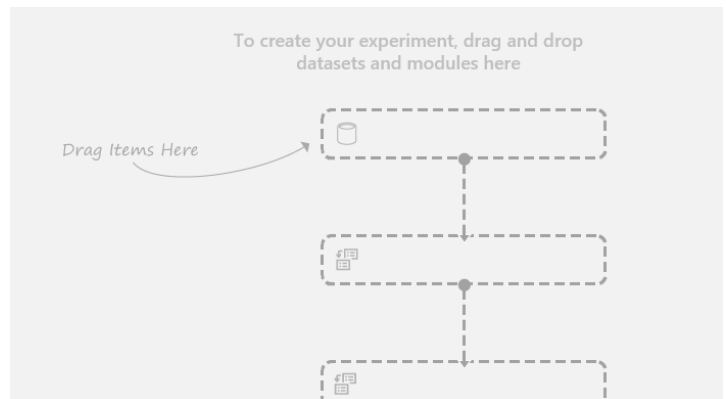 To create your experiment, drag and drop
datasets and modules here
Drag Items Here